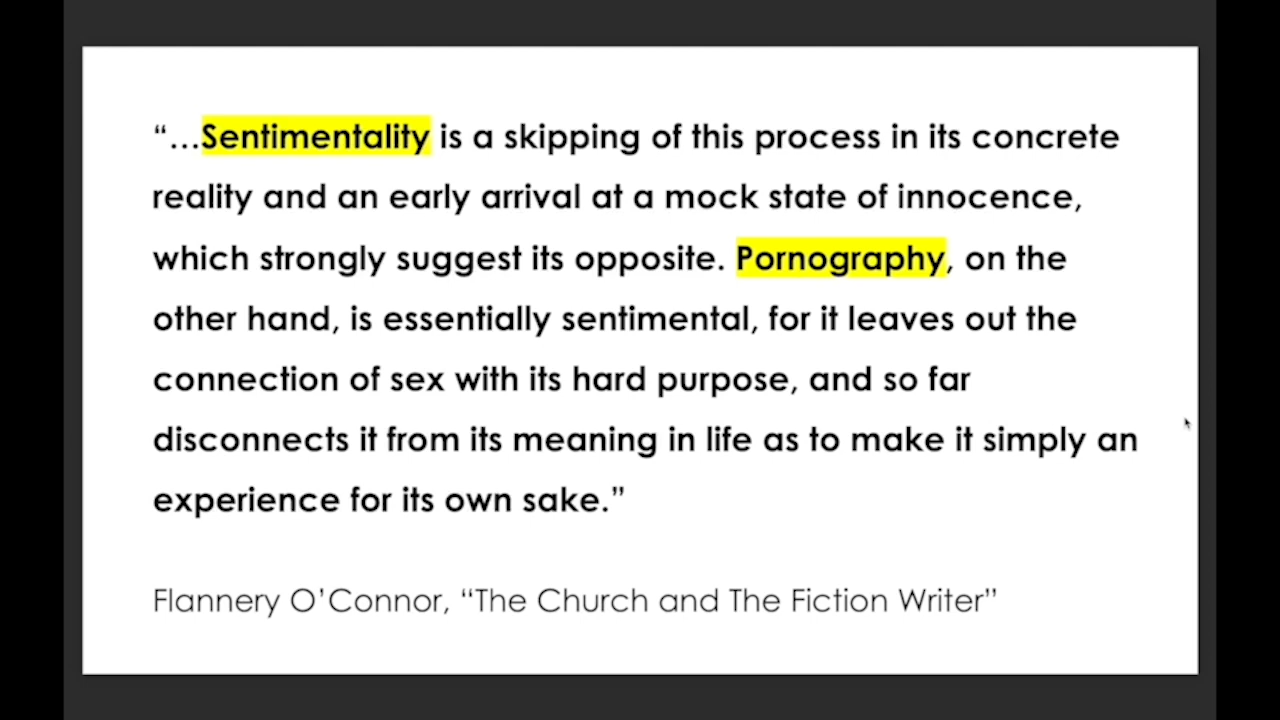 “…Sentimentality is a skipping of this process in its concrete
reality and an early arrival at a mock state of innocence,
which strongly suggest its opposite. Pornography, on the
other hand, is essentially sentimental, for it leaves out the
connection of sex with its hard purpose, and so far
disconnects it from its meaning in life as to make it simply an
experience for its own sake.”
Flannery O’Connor, “The Church and The Fiction Writer”